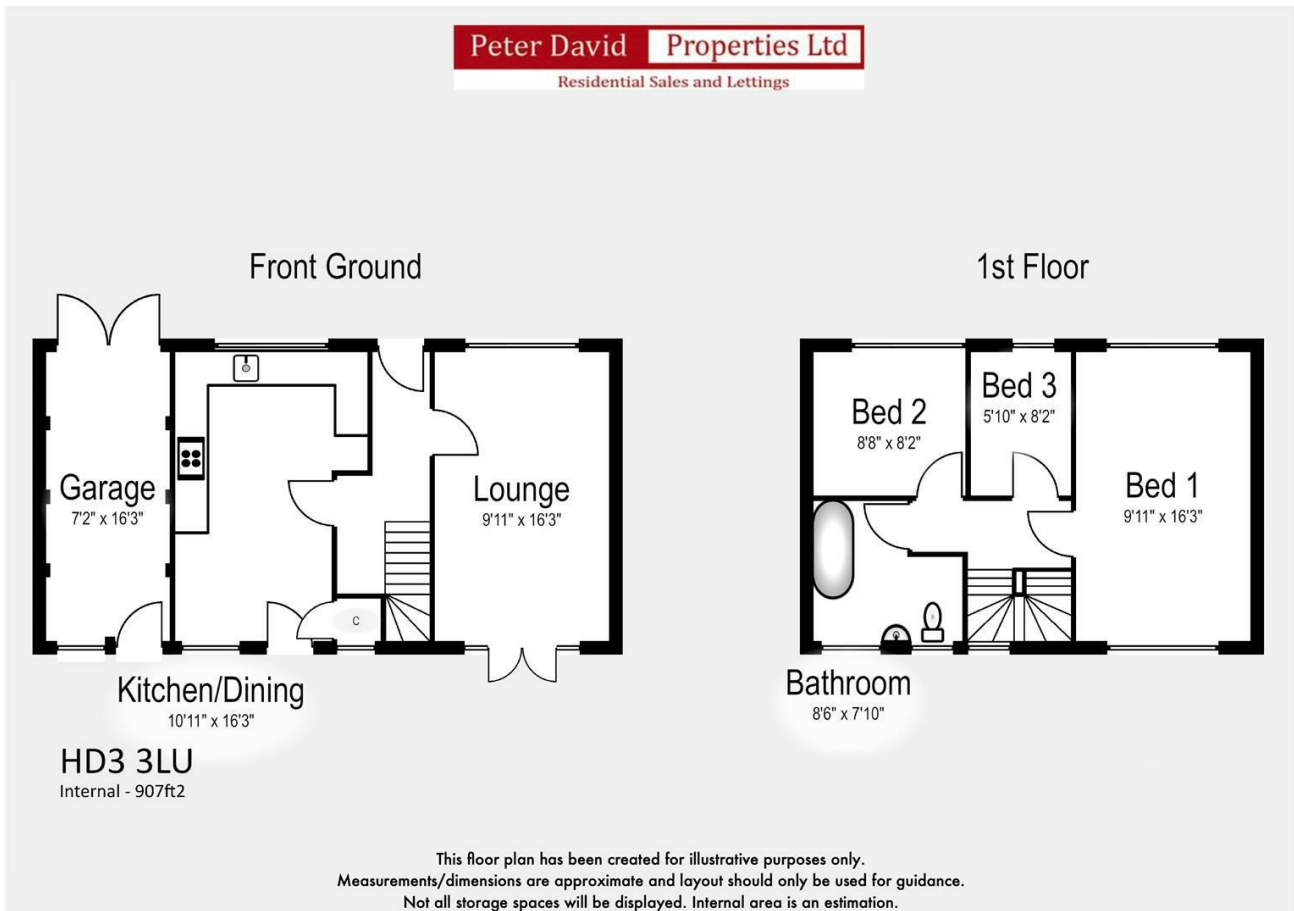 Peter David Properties Ltd
Residential Sales and Lettings
Front Ground
1st Floor
Garage
7'2" x 16'3"
Lounge
9'11" x 16'3"
C
Kitchen/Dining
10'11" x 16'3"
Bed 2
8'8" x 8'2"
Bed 3
5'10" x 8'2"
Bed 1
9'11" x 16'3"
Bathroom
8'6" x 7'10"
HD3 3LU
Internal - 907ft2
This floor plan has been created for illustrative purposes only.
Measurements/dimensions are approximate and layout should only be used for guidance.
Not all storage spaces will be displayed. Internal area is an estimation.